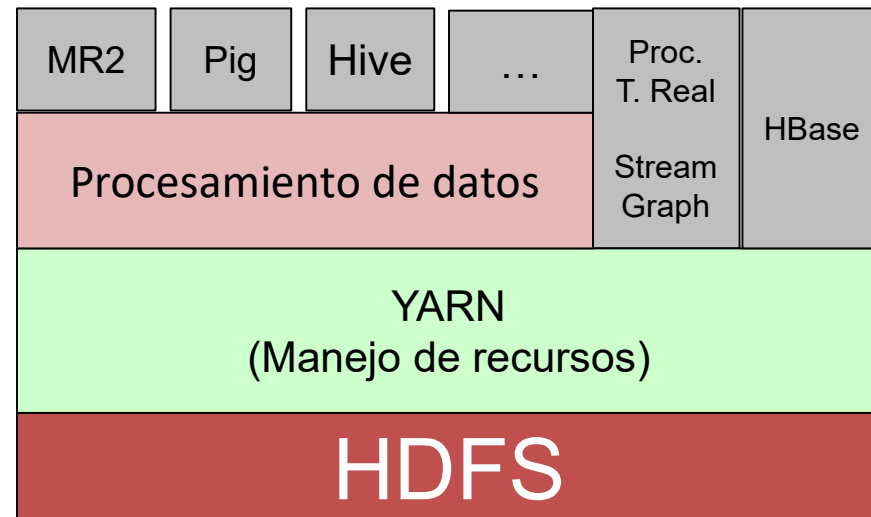 MR2
Pig
Hive
...
Proc.
T. Real
Stream
Graph
HBase
Procesamiento de datos
YARN
(Manejo de recursos)
HDFS